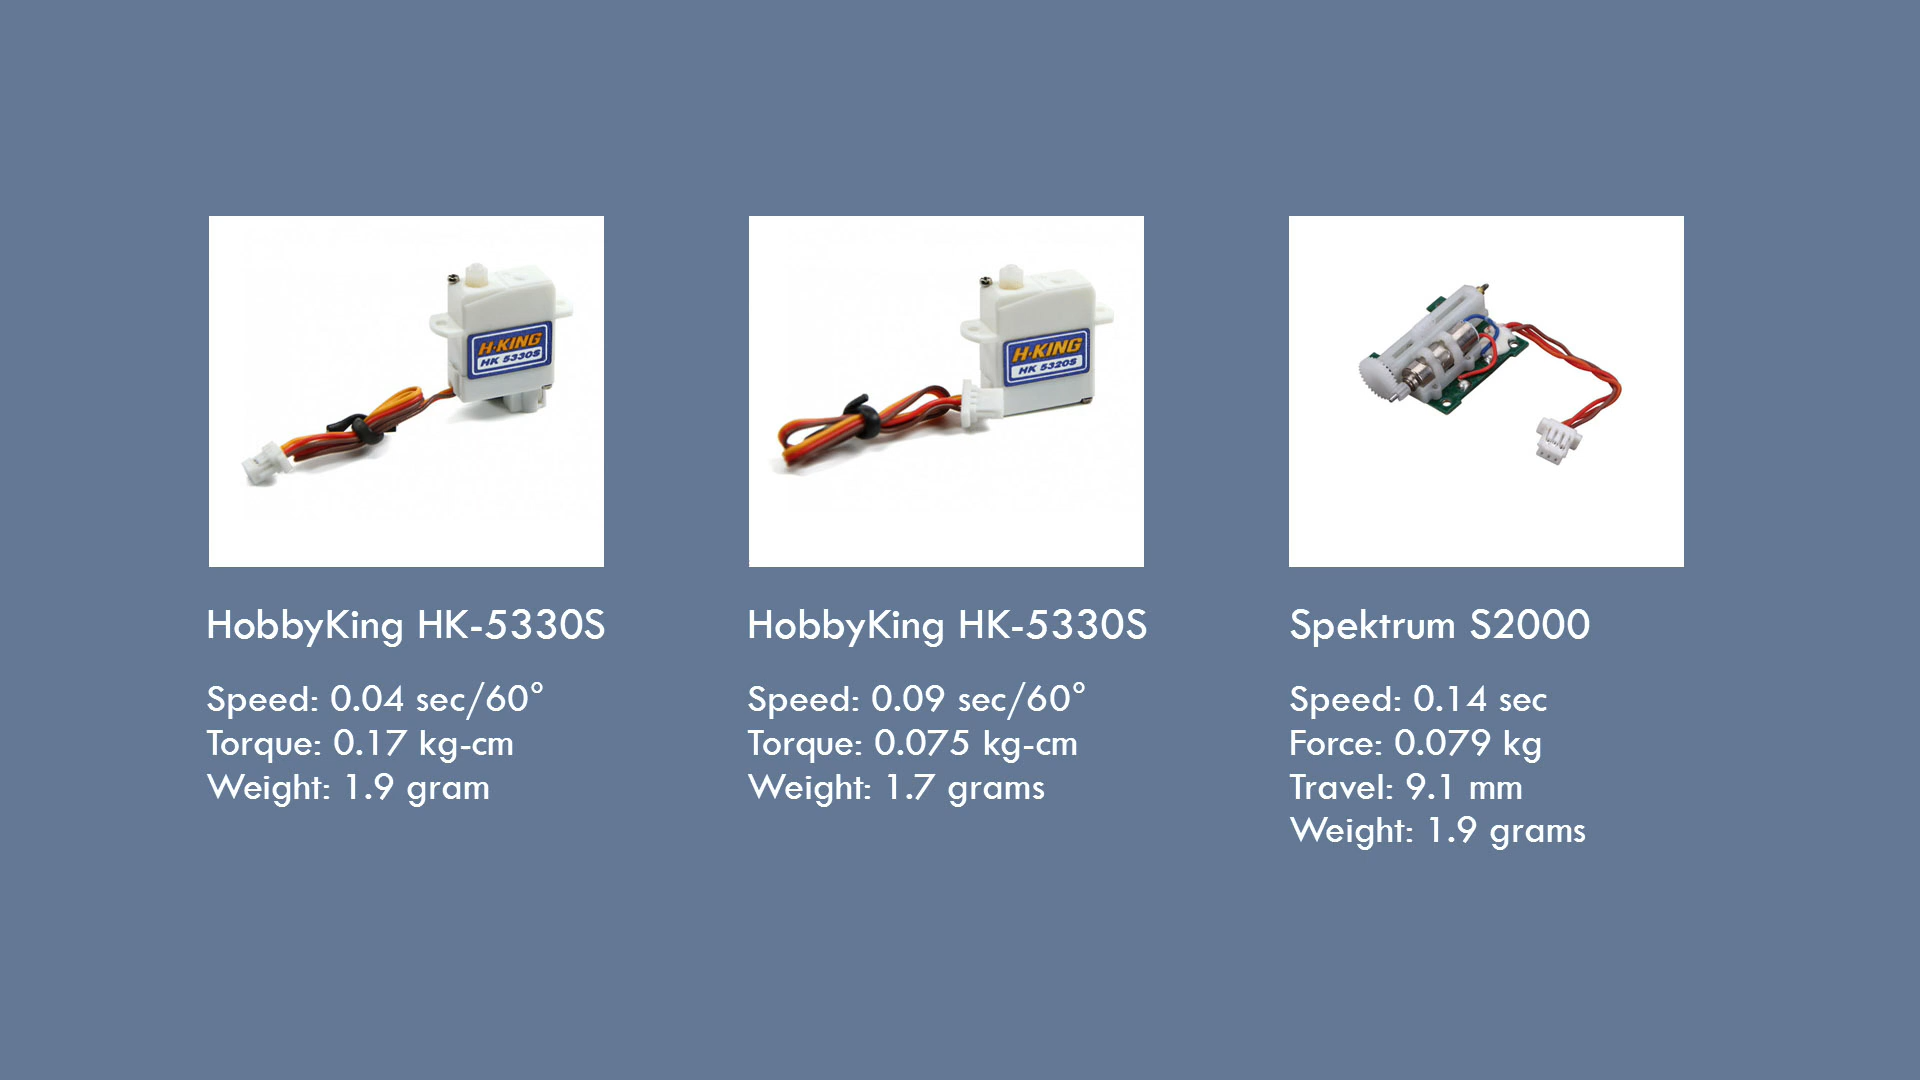 H-KING
HK 5330S
H-KING
HK 5320S
HobbyKing HK-5330S
Speed: 0.04 sec/60°
Torque: 0.17 kg-cm
Weight: 1.9 gram
HobbyKing HK-5330S
Speed: 0.09 sec/60°
Torque: 0.075 kg-cm
Weight: 1.7 grams
Spektrum S2000
Speed: 0.14 sec
Force: 0.079 kg
Travel: 9.1 mm
Weight: 1.9 grams